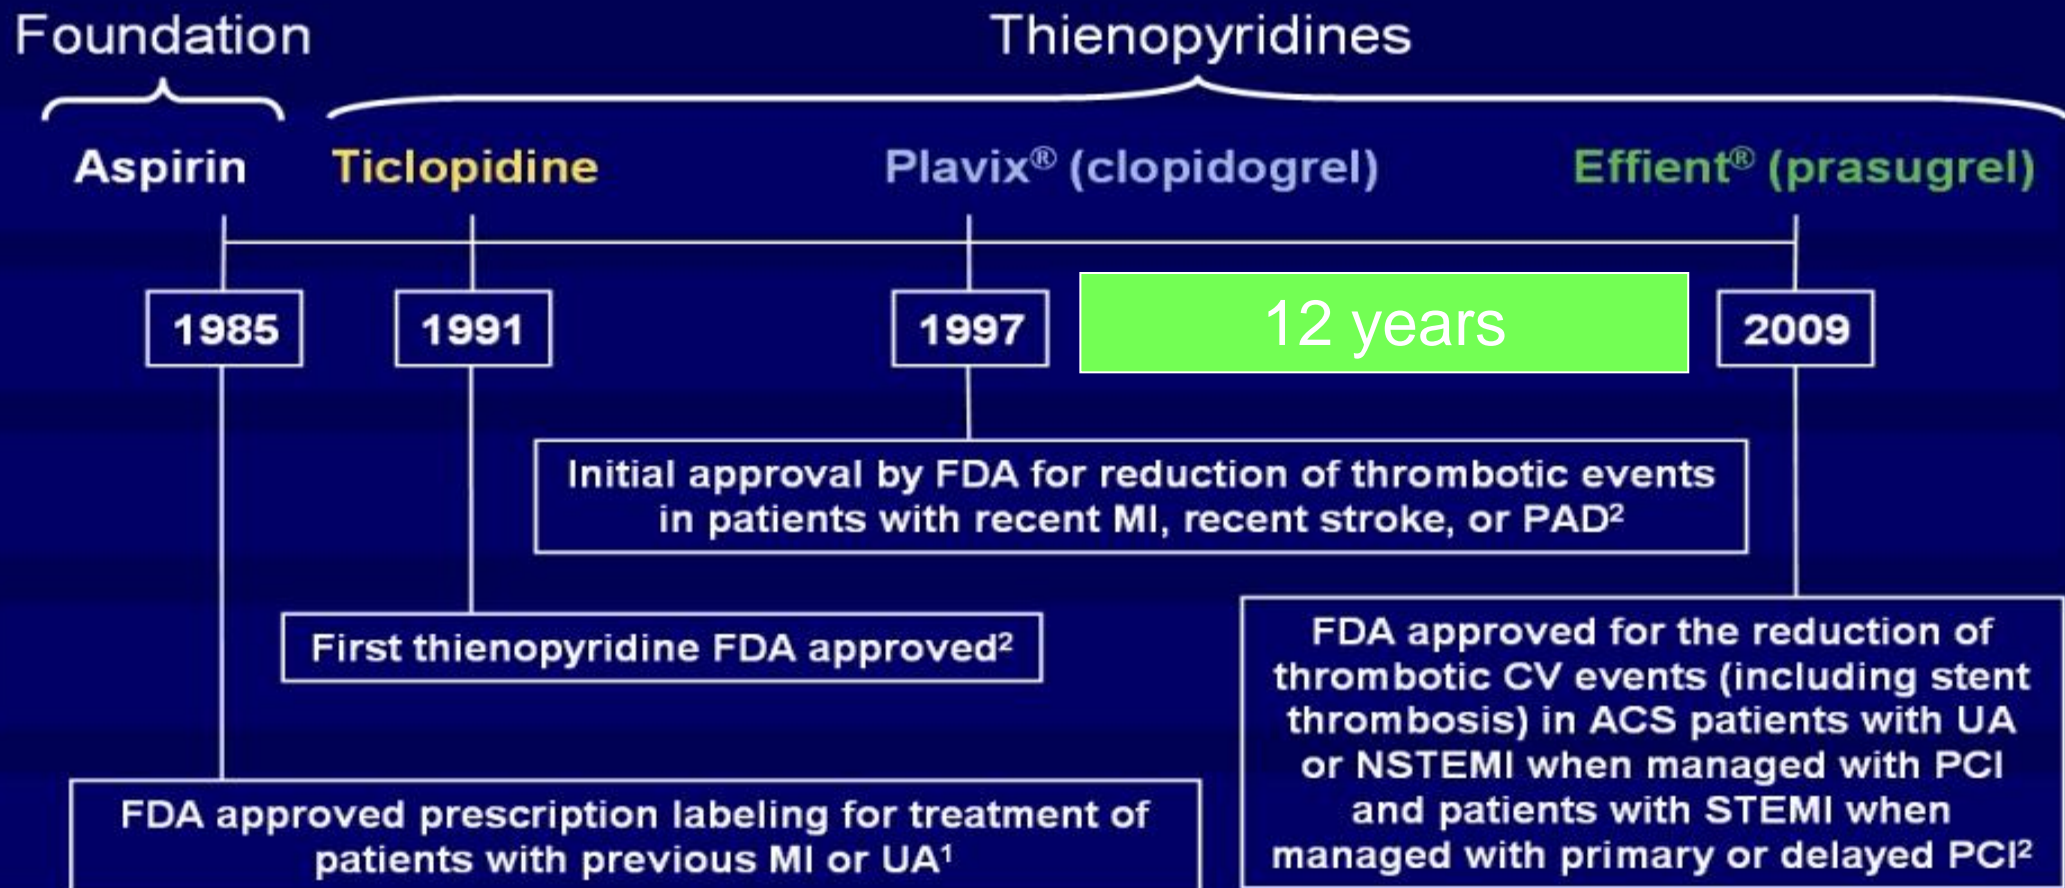 Foundation
Thienopyridines
Aspirin
Ticlopidine
Plavix® (clopidogrel)
Effient® (prasugrel)
1985
1991
1997
12 years
2009
Initial approval by FDA for reduction of thrombotic events
in patients with recent MI, recent stroke, or PAD²
First thienopyridine FDA approved²
FDA approved for the reduction of
thrombotic CV events (including stent
thrombosis) in ACS patients with UA
or NSTEMI when managed with PCI
and patients with STEMI when
managed with primary or delayed PCI²
FDA approved prescription labeling for treatment of
patients with previous MI or UA¹